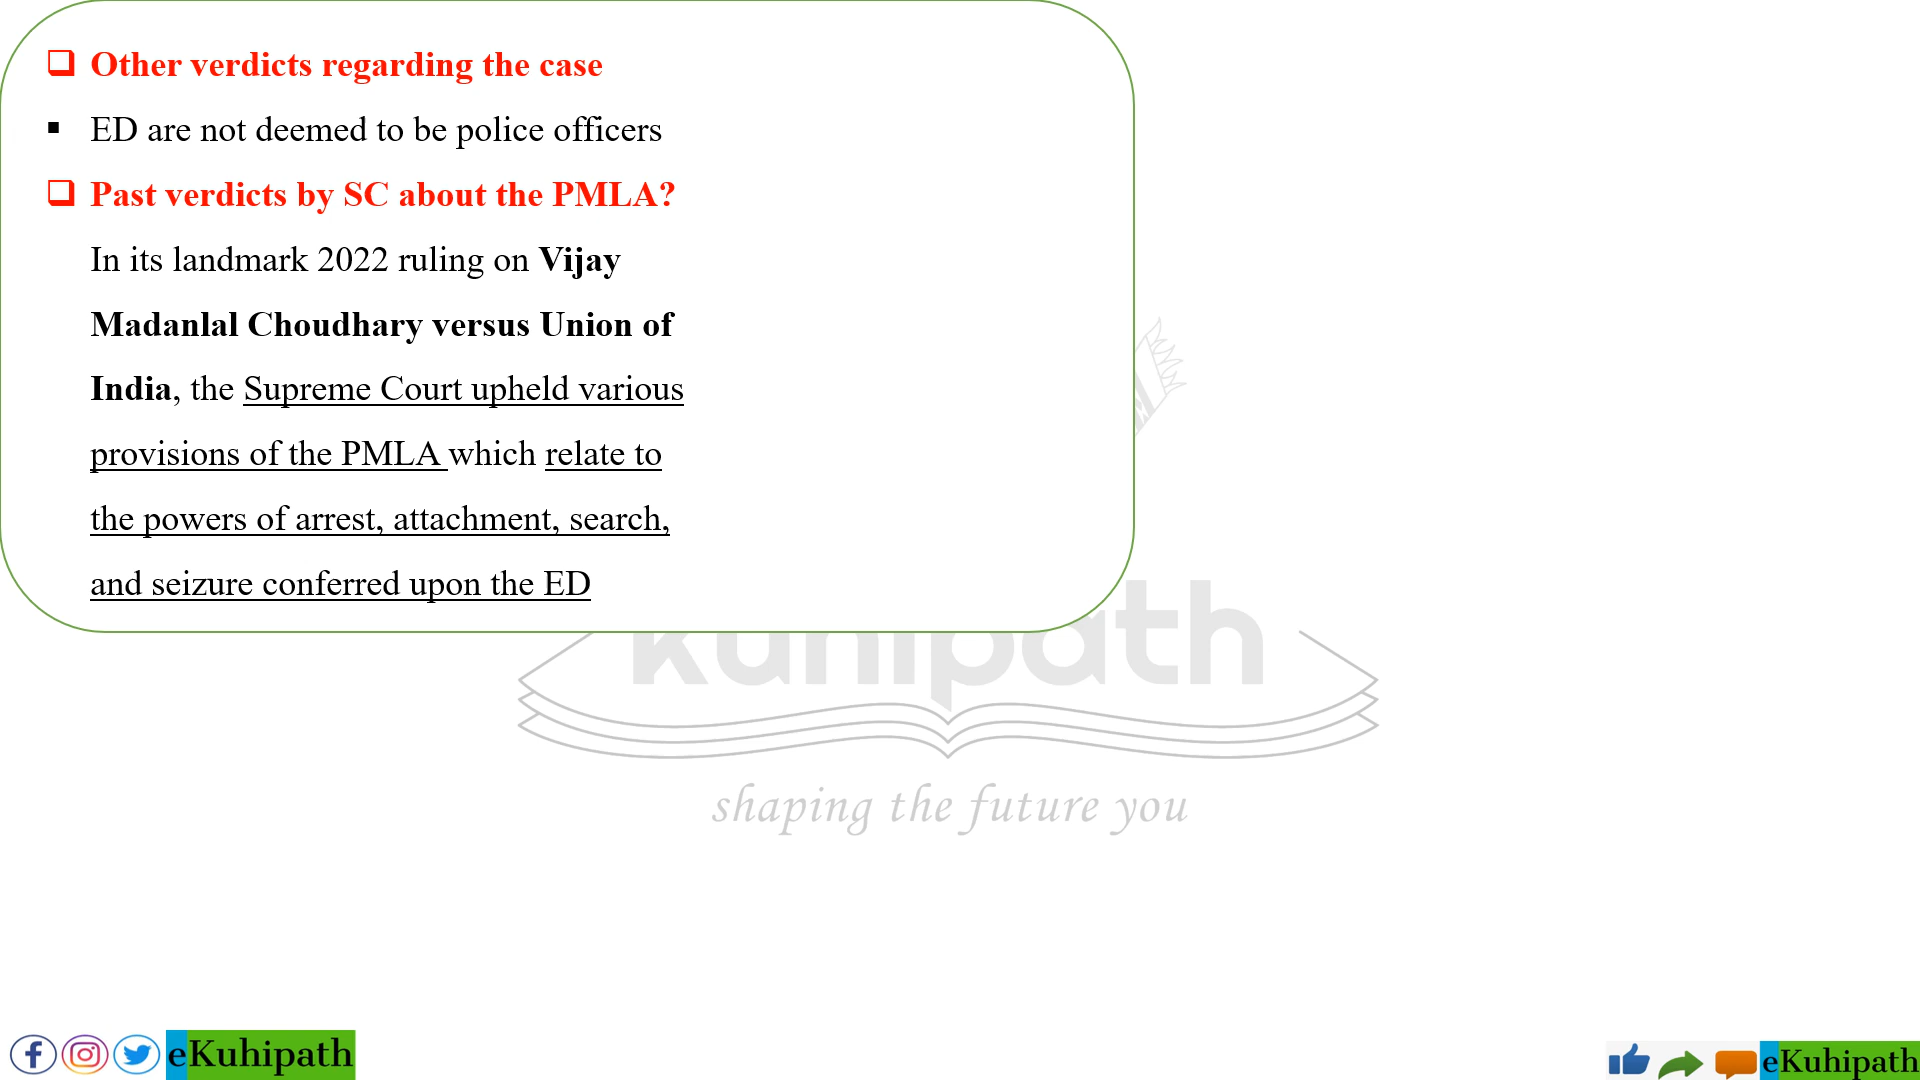 Other verdicts regarding the case
ED are not deemed to be police officers
Past verdicts by SC about the PMLA?
In its landmark 2022 ruling on Vijay
Madanlal Choudhary versus Union of
India, the Supreme Court upheld various
provisions of the PMLA which relate to
the powers of arrest, attachment, search,
and seizure conferred upon the ED
kuhipath
shaping the future you
eKuhipath
eKuhipath